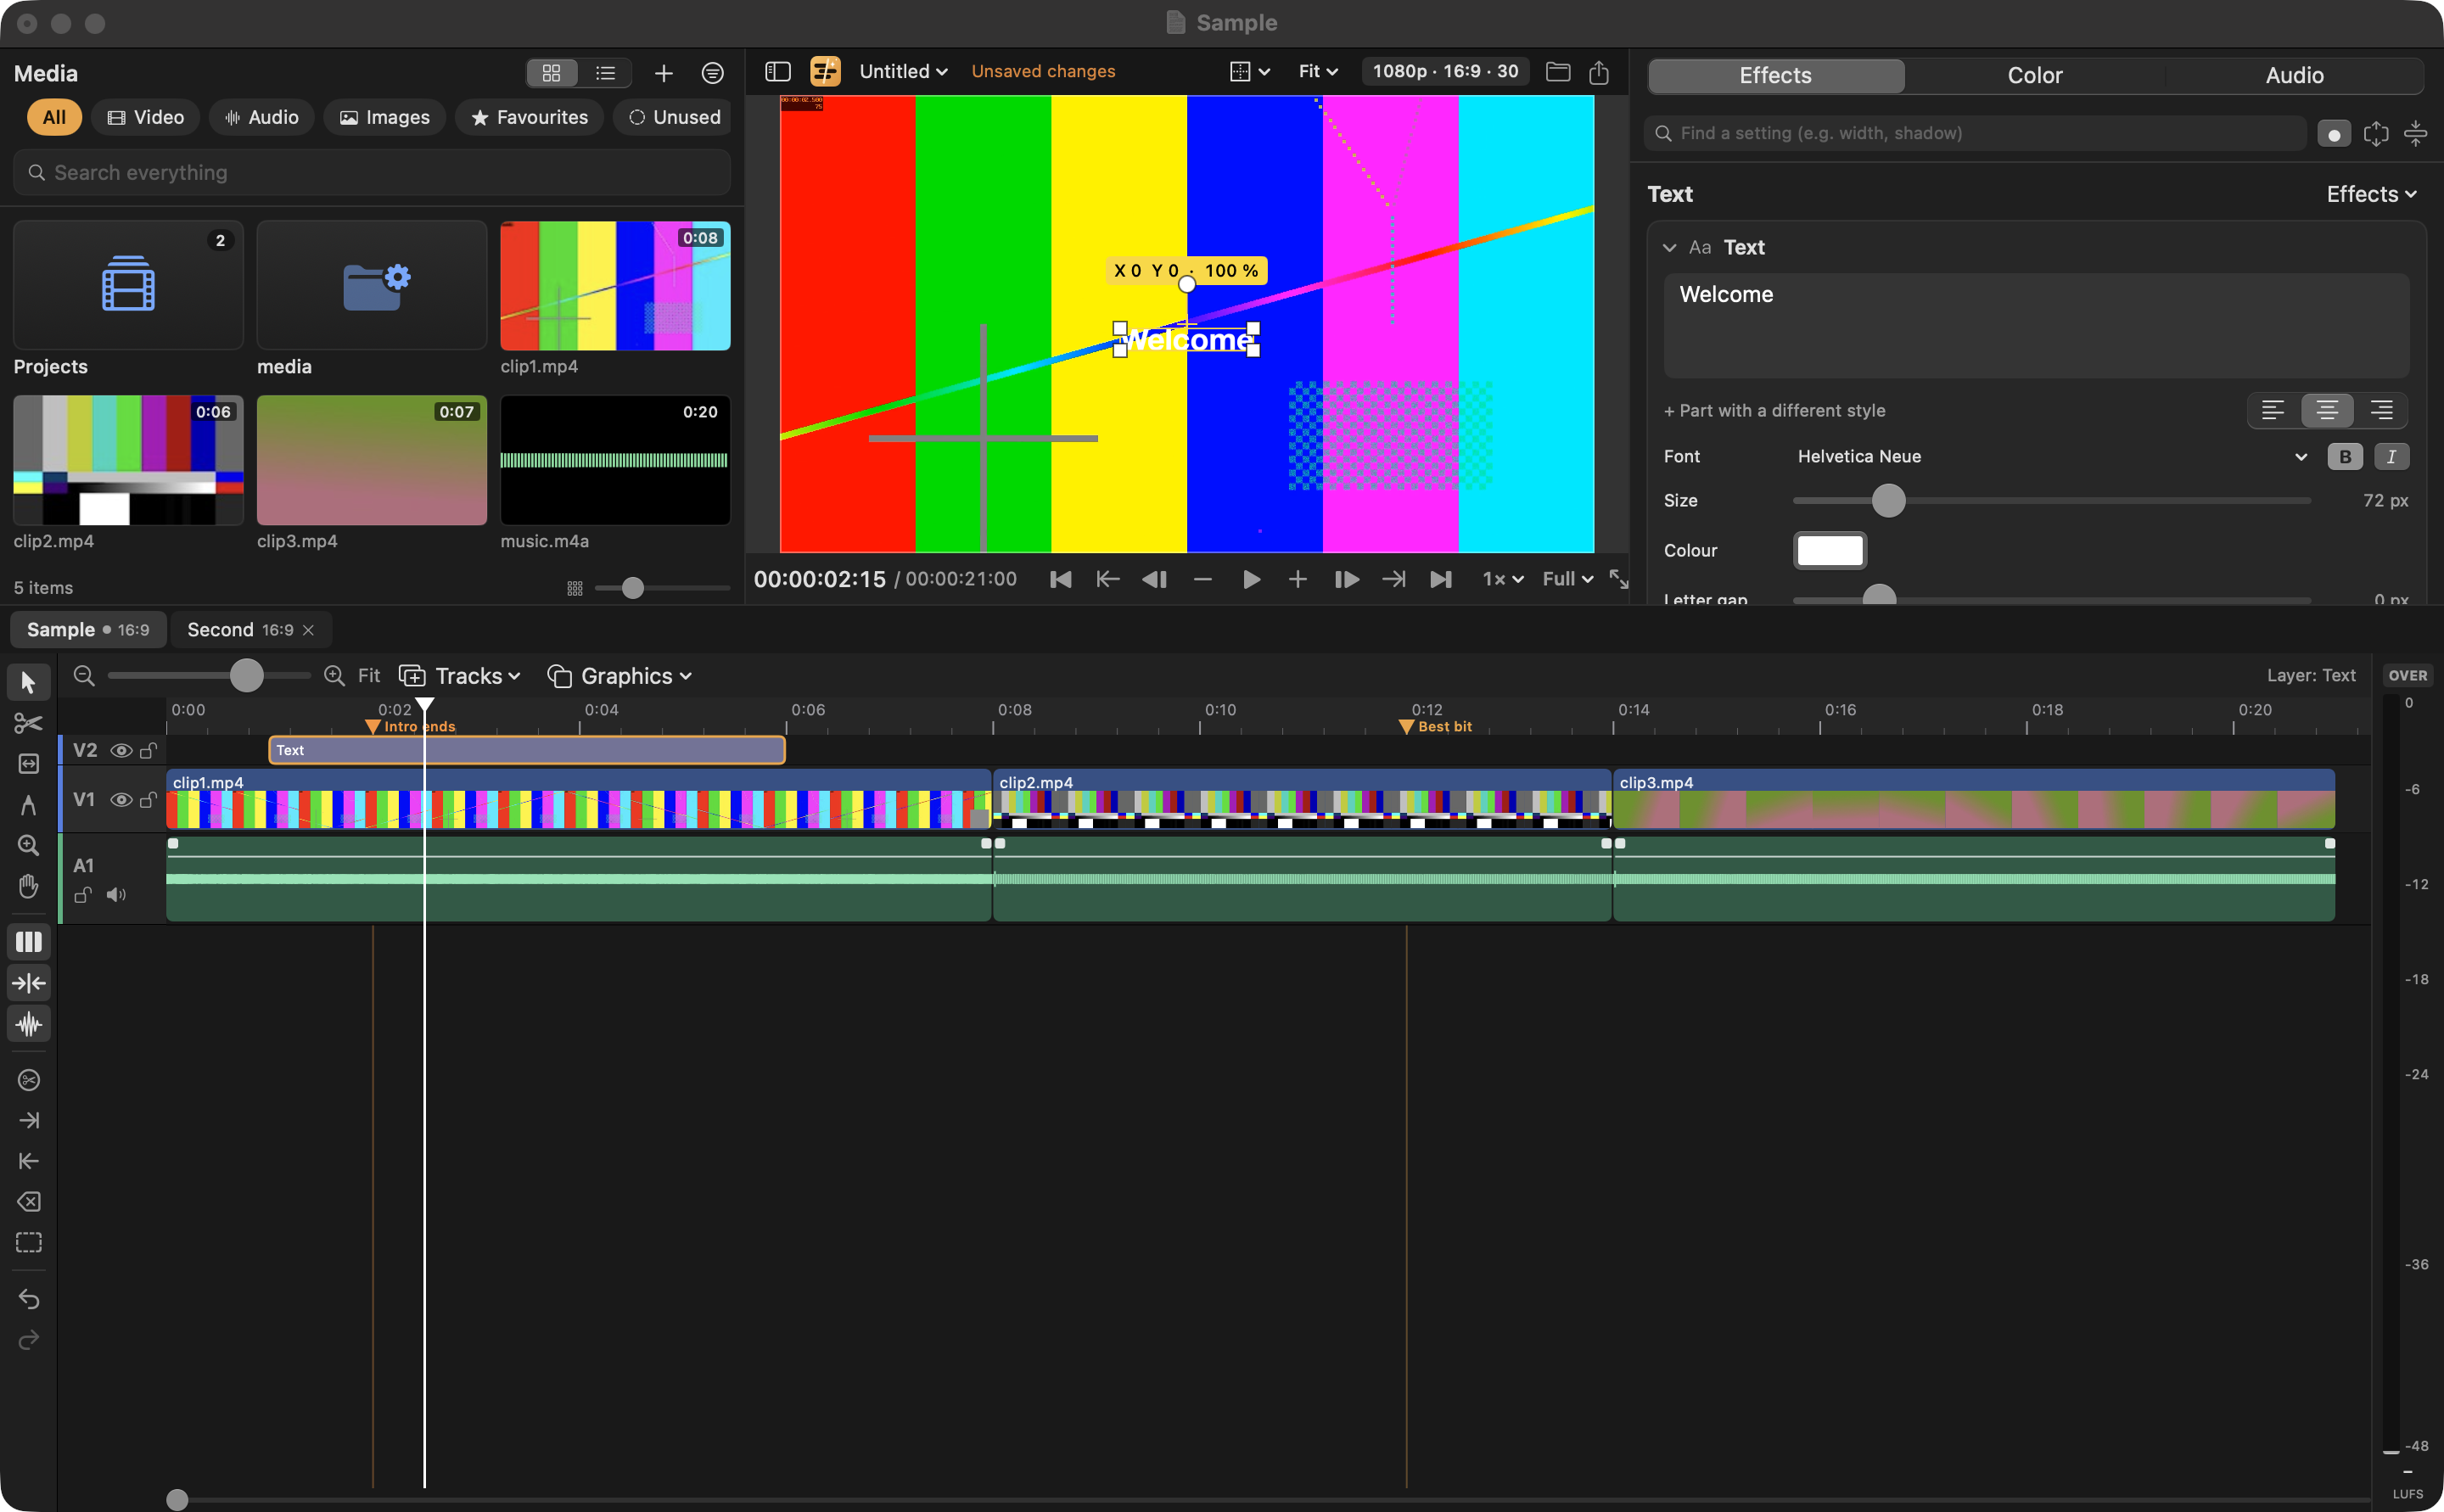 Sample
Media
All
Video
Audio
Images
Favourites
Unused
Search everything
2
Projects
media
0:08
clip1.mp4
0:06
clip2.mp4
0:07
clip3.mp4
0:20
music.m4a
5 items
Untitled
Unsaved changes
Fit
1080p · 16:9 · 30
00:00:02.500
75
X 0 Y 0 · 100 %
Welcome
00:00:02:15 / 00:00:21:00
1×
Full
Effects
Color
Audio
Find a setting (e.g. width, shadow)
Text
Effects
Aa Text
Welcome
+ Part with a different style
Font
Helvetica Neue
B
I
Size
72 px
Colour
Letter gap
0 px
Sample 16:9
Second 16:9
Fit
Tracks
Graphics
Layer: Text
OVER
0:00
0:02
0:04
0:06
0:08
0:10
0:12
0:14
0:16
0:18
0:20
Intro ends
Best bit
V2
Text
V1
clip1.mp4
clip2.mp4
clip3.mp4
A1
0
-6
-12
-18
-24
-36
-48
–
LUFS